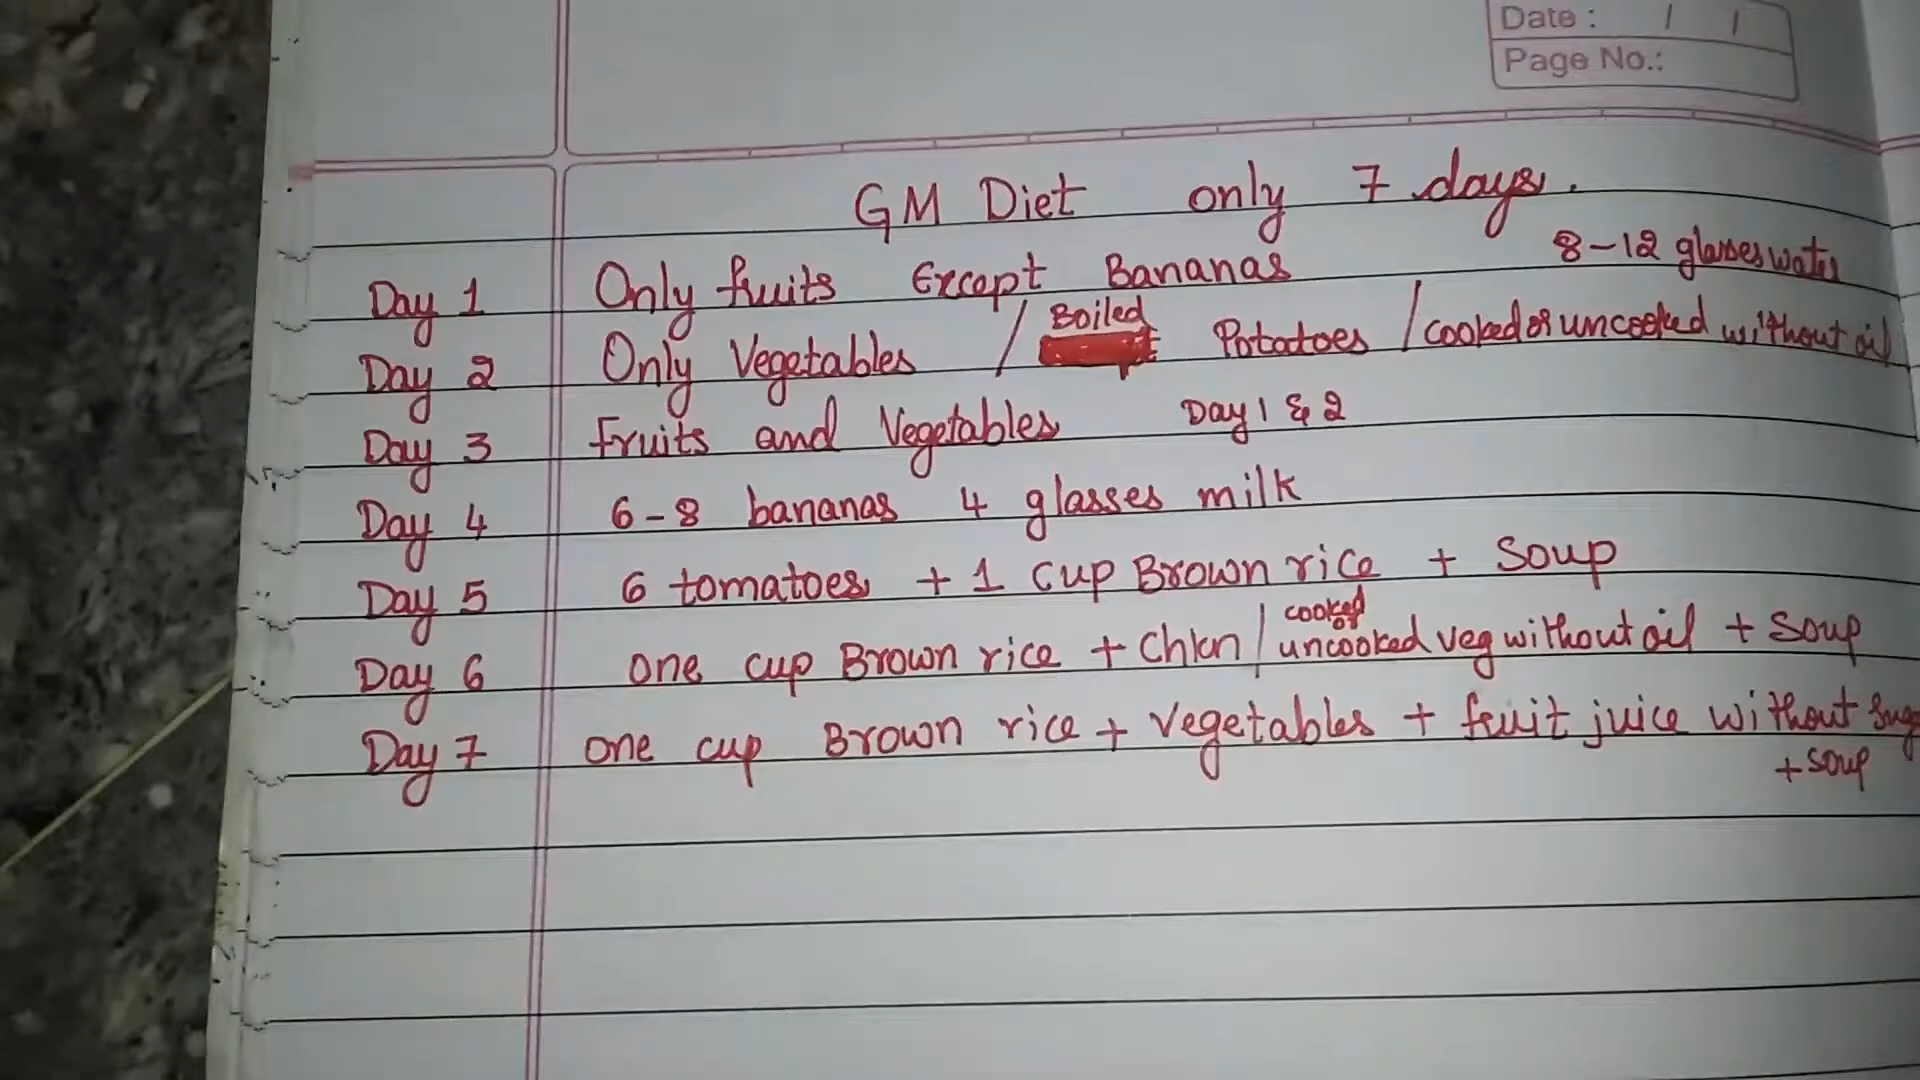 Date : / /
Page No.:
GM Diet only 7 days.
8-12 glasses water
Day 1 Only fruits Except Bananas
Boiled
Day 2 Only Vegetables / Potatoes / cooked or uncooked without oil
Day 3 Fruits and Vegetables Day 1 & 2
Day 4 6-8 bananas 4 glasses milk
Day 5 6 tomatoes + 1 cup Brown rice + Soup
cooked or
Day 6 one cup Brown rice + Chkn / uncooked veg without oil + Soup
Day 7 one cup Brown rice + Vegetables + fruit juice without
+ Soup